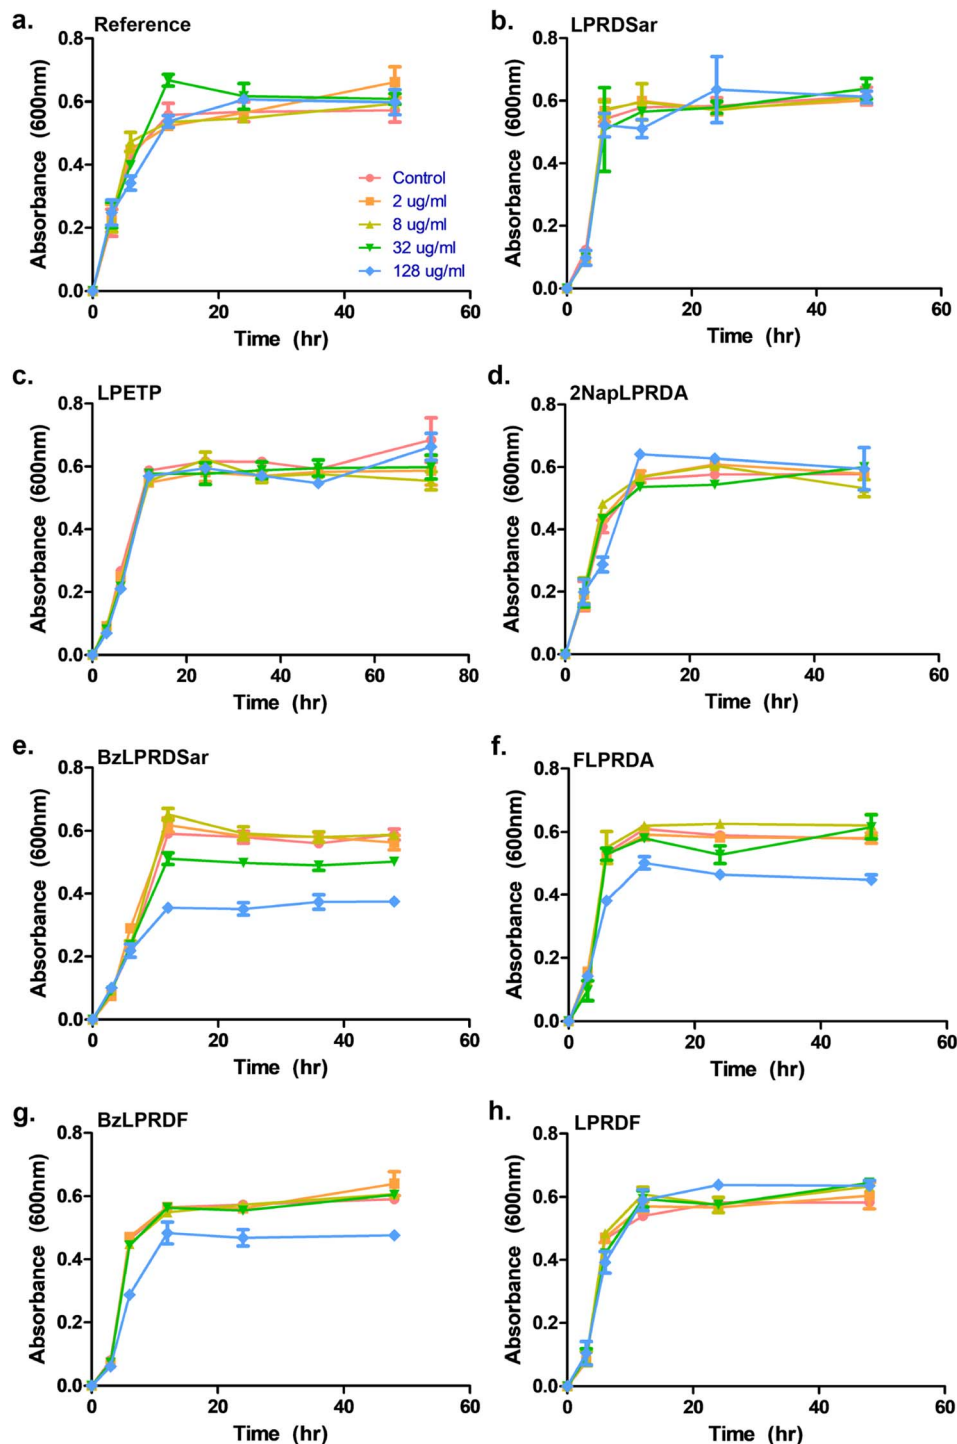 a. Reference
0.8
0.6
0.4
0.2
0.0
Absorbance (600nm)
Control
2 ug/ml
8 ug/ml
32 ug/ml
128 ug/ml
0 20 40 60
Time (hr)
b. LPRDSar
0.8
0.6
0.4
0.2
0.0
Absorbance (600nm)
0 20 40 60
Time (hr)
c. LPETP
0.8
0.6
0.4
0.2
0.0
Absorbance (600nm)
0 20 40 60 80
Time (hr)
d. 2NapLPRDA
0.8
0.6
0.4
0.2
0.0
Absorbance (600nm)
0 20 40 60
Time (hr)
e. BzLPRDSar
0.8
0.6
0.4
0.2
0.0
Absorbance (600nm)
0 20 40 60
Time (hr)
f. FLPRDA
0.8
0.6
0.4
0.2
0.0
Absorbance (600nm)
0 20 40 60
Time (hr)
g. BzLPRDF
0.8
0.6
0.4
0.2
0.0
Absorbance (600nm)
0 20 40 60
Time (hr)
h. LPRDF
0.8
0.6
0.4
0.2
0.0
Absorbance (600nm)
0 20 40 60
Time (hr)